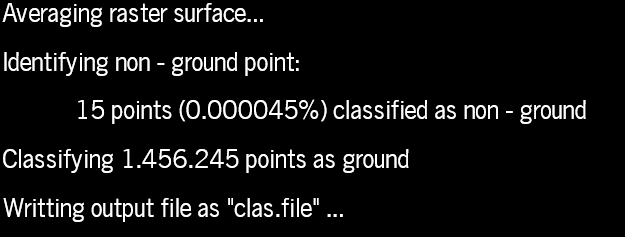 Averaging raster surface...
Identifying non - ground point:
15 points (0.000045%) classified as non - ground
Classifying 1.456.245 points as ground
Writting output file as "clas.file" ...